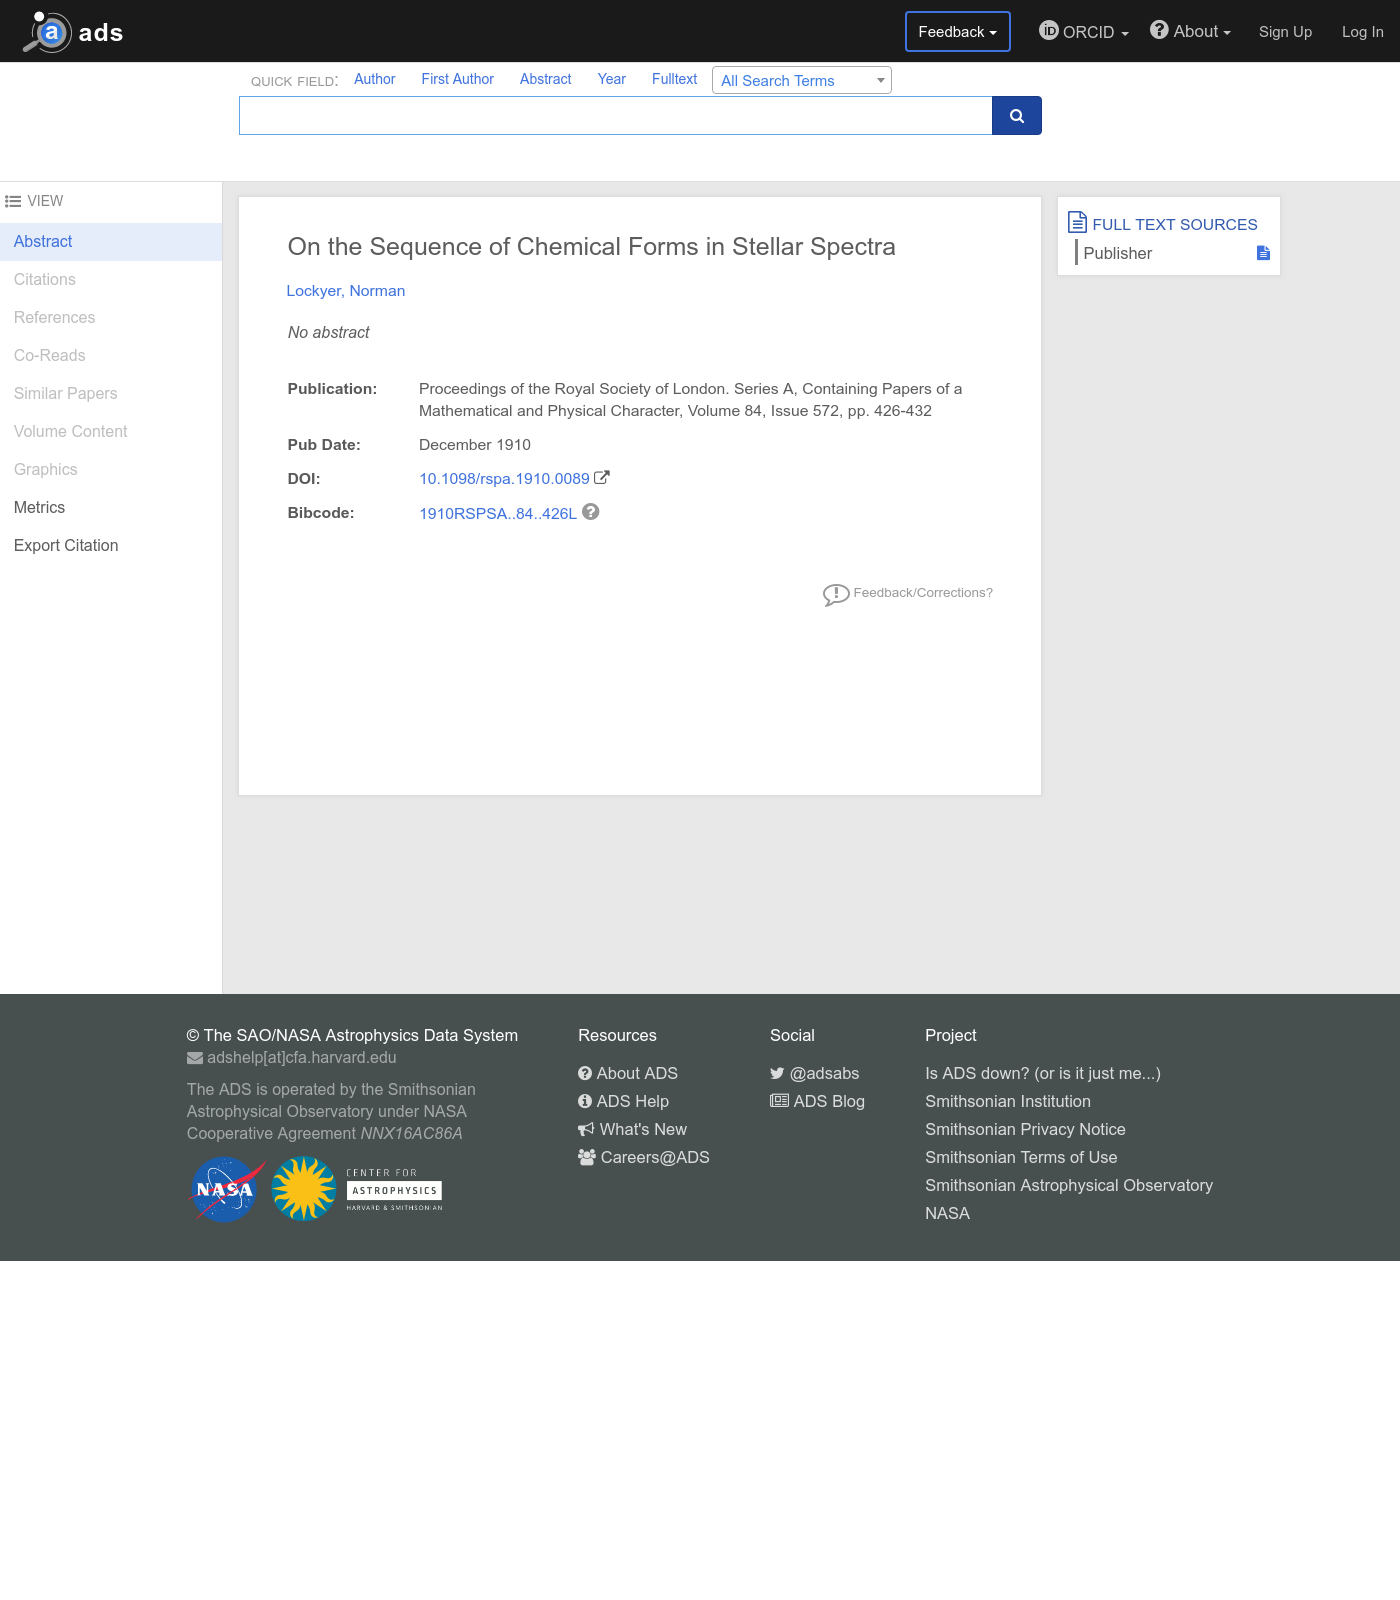 ads
Feedback
iD ORCID
About
Sign Up
Log In
QUICK FIELD: Author First Author Abstract Year Fulltext All Search Terms
VIEW
Abstract
Citations
References
Co-Reads
Similar Papers
Volume Content
Graphics
Metrics
Export Citation
On the Sequence of Chemical Forms in Stellar Spectra
Lockyer, Norman
No abstract
Publication: Proceedings of the Royal Society of London. Series A, Containing Papers of a
Mathematical and Physical Character, Volume 84, Issue 572, pp. 426-432
Pub Date: December 1910
DOI: 10.1098/rspa.1910.0089
Bibcode: 1910RSPSA..84..426L
Feedback/Corrections?
FULL TEXT SOURCES
Publisher
© The SAO/NASA Astrophysics Data System
adshelp[at]cfa.harvard.edu
The ADS is operated by the Smithsonian
Astrophysical Observatory under NASA
Cooperative Agreement NNX16AC86A
NASA
CENTER FOR
ASTROPHYSICS
HARVARD & SMITHSONIAN
Resources
About ADS
ADS Help
What's New
Careers@ADS
Social
@adsabs
ADS Blog
Project
Is ADS down? (or is it just me...)
Smithsonian Institution
Smithsonian Privacy Notice
Smithsonian Terms of Use
Smithsonian Astrophysical Observatory
NASA